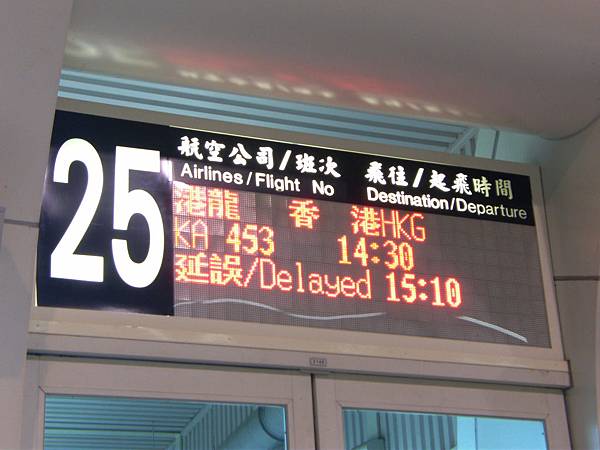 25
航空公司/班次 飛往/起飛時間
Airlines/Flight No Destination/Departure
港龍 香 港HKG
KA 453 14:30
延誤/Delayed 15:10